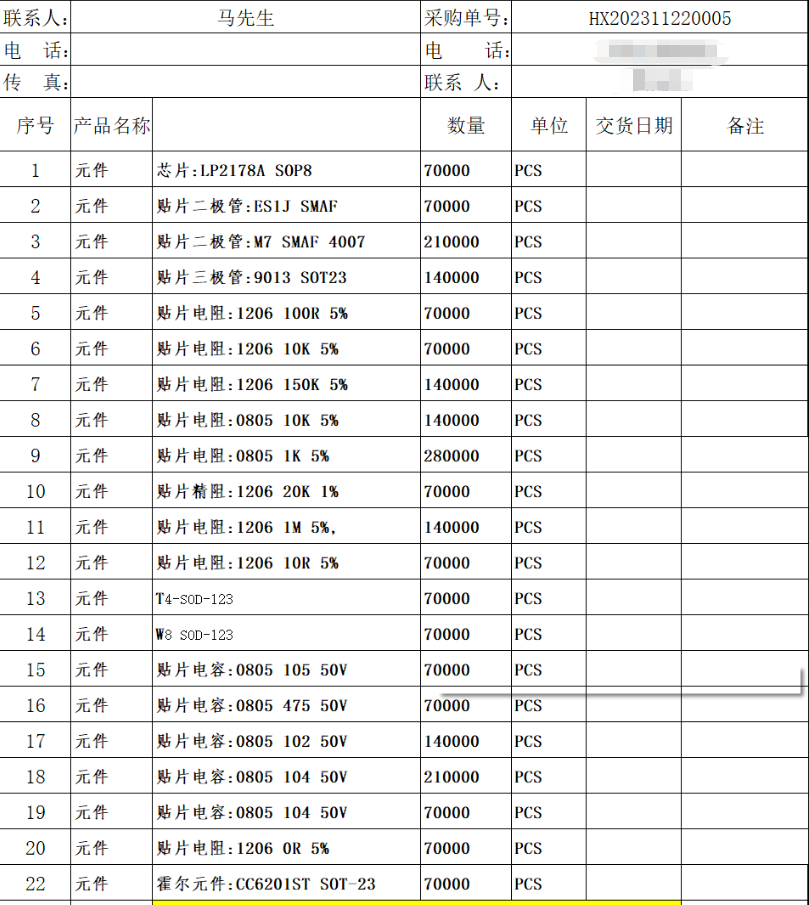 联系人: 马先生 采购单号: HX202311220005
电 话: 电 话:
传 真: 联系 人:
序号 产品名称 数量 单位 交货日期 备注
1 元件 芯片:LP2178A SOP8 70000 PCS
2 元件 贴片二极管:ES1J SMAF 70000 PCS
3 元件 贴片二极管:M7 SMAF 4007 210000 PCS
4 元件 贴片三极管:9013 SOT23 140000 PCS
5 元件 贴片电阻:1206 100R 5% 70000 PCS
6 元件 贴片电阻:1206 10K 5% 70000 PCS
7 元件 贴片电阻:1206 150K 5% 140000 PCS
8 元件 贴片电阻:0805 10K 5% 140000 PCS
9 元件 贴片电阻:0805 1K 5% 280000 PCS
10 元件 贴片精阻:1206 20K 1% 70000 PCS
11 元件 贴片电阻:1206 1M 5%, 140000 PCS
12 元件 贴片电阻:1206 10R 5% 70000 PCS
13 元件 T4-SOD-123 70000 PCS
14 元件 W8 SOD-123 70000 PCS
15 元件 贴片电容:0805 105 50V 70000 PCS
16 元件 贴片电容:0805 475 50V 70000 PCS
17 元件 贴片电容:0805 102 50V 140000 PCS
18 元件 贴片电容:0805 104 50V 210000 PCS
19 元件 贴片电容:0805 104 50V 70000 PCS
20 元件 贴片电阻:1206 0R 5% 70000 PCS
22 元件 霍尔元件:CC6201ST SOT-23 70000 PCS